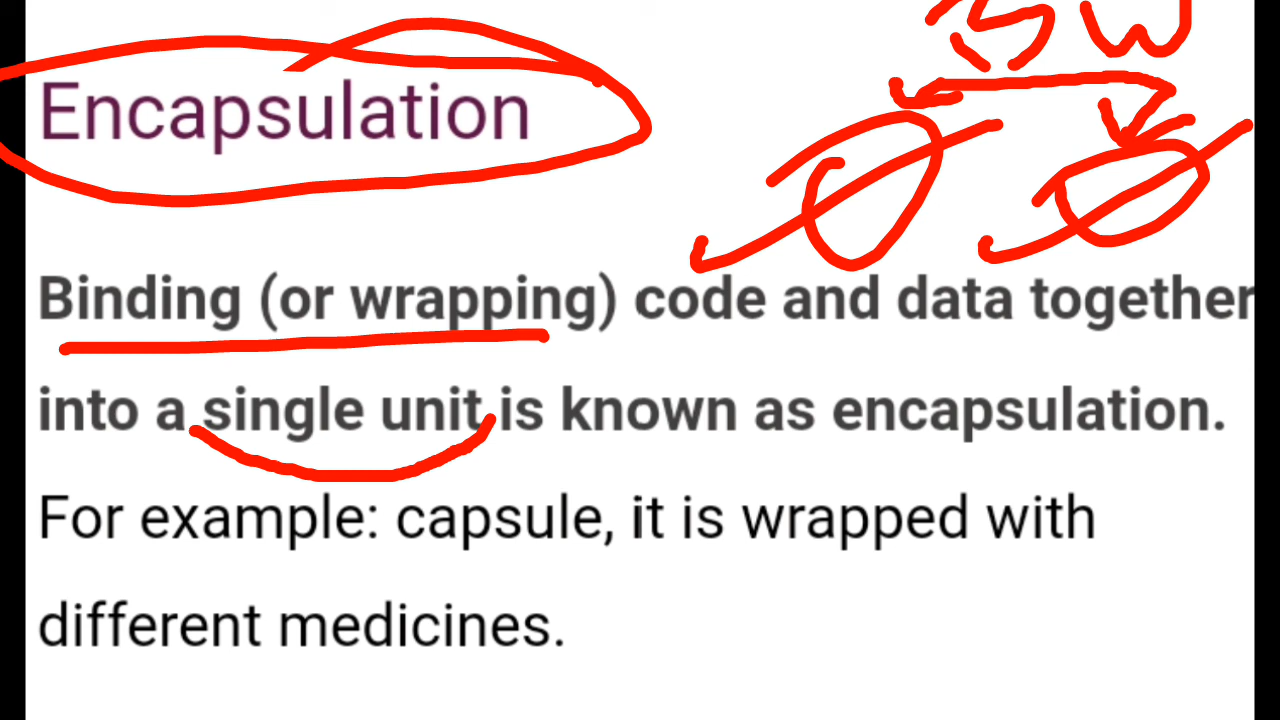 Encapsulation
Binding (or wrapping) code and data together
into a single unit is known as encapsulation.
For example: capsule, it is wrapped with
different medicines.